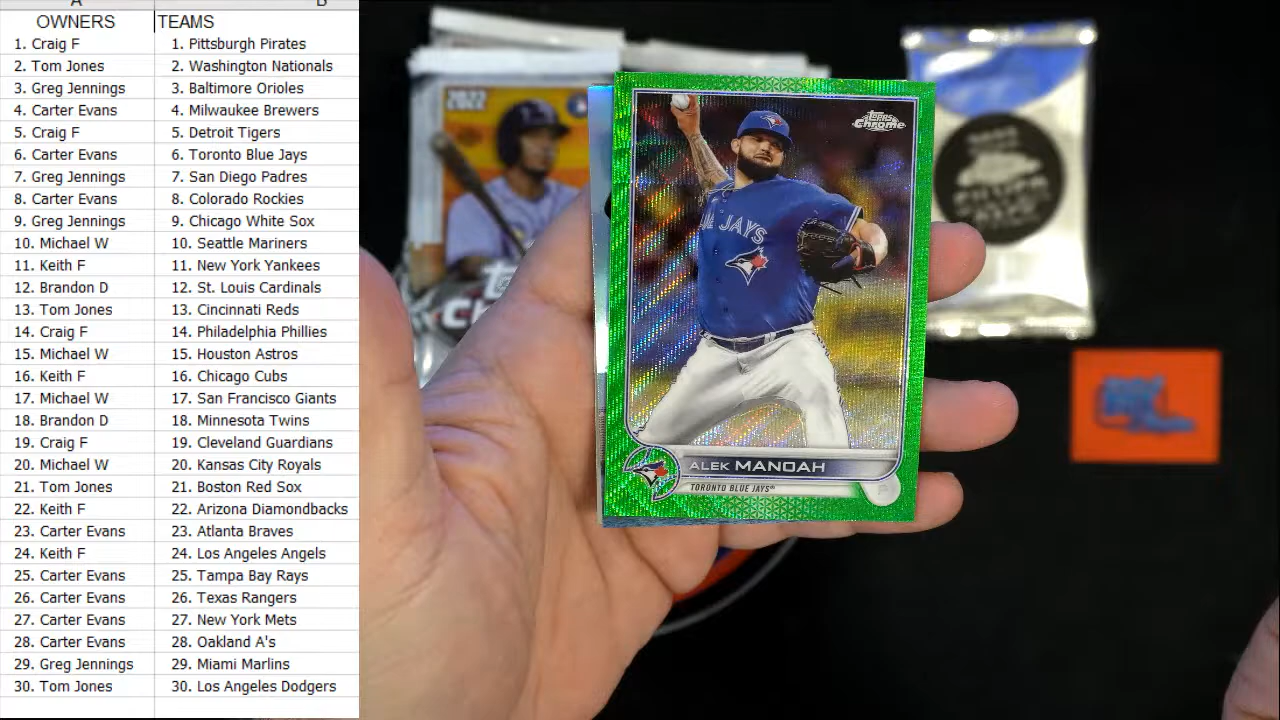 A B
OWNERS TEAMS
1. Craig F 1. Pittsburgh Pirates
2. Tom Jones 2. Washington Nationals
3. Greg Jennings 3. Baltimore Orioles
4. Carter Evans 4. Milwaukee Brewers
5. Craig F 5. Detroit Tigers
6. Carter Evans 6. Toronto Blue Jays
7. Greg Jennings 7. San Diego Padres
8. Carter Evans 8. Colorado Rockies
9. Greg Jennings 9. Chicago White Sox
10. Michael W 10. Seattle Mariners
11. Keith F 11. New York Yankees
12. Brandon D 12. St. Louis Cardinals
13. Tom Jones 13. Cincinnati Reds
14. Craig F 14. Philadelphia Phillies
15. Michael W 15. Houston Astros
16. Keith F 16. Chicago Cubs
17. Michael W 17. San Francisco Giants
18. Brandon D 18. Minnesota Twins
19. Craig F 19. Cleveland Guardians
20. Michael W 20. Kansas City Royals
21. Tom Jones 21. Boston Red Sox
22. Keith F 22. Arizona Diamondbacks
23. Carter Evans 23. Atlanta Braves
24. Keith F 24. Los Angeles Angels
25. Carter Evans 25. Tampa Bay Rays
26. Carter Evans 26. Texas Rangers
27. Carter Evans 27. New York Mets
28. Carter Evans 28. Oakland A's
29. Greg Jennings 29. Miami Marlins
30. Tom Jones 30. Los Angeles Dodgers
2022
Topps
Chrome
JAYS
ALEK MANOAH
TORONTO BLUE JAYS